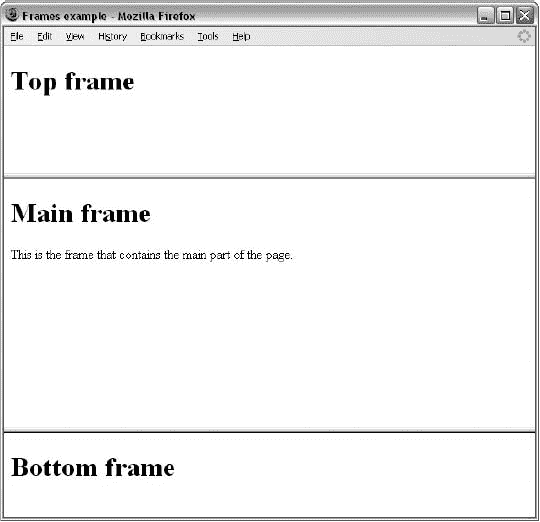 Frames example - Mozilla Firefox
File Edit View History Bookmarks Tools Help
Top frame
Main frame
This is the frame that contains the main part of the page.
Bottom frame